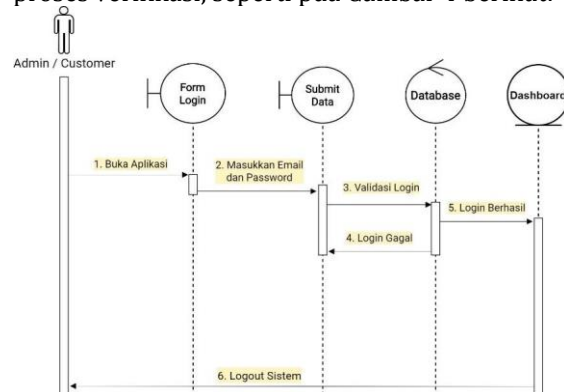 proses verifikasi, seperti pda Gambar 4 berikut.
Admin / Customer
Form
Login
Submit
Data
Database
Dashboard
1. Buka Aplikasi
2. Masukkan Email
dan Password
3. Validasi Login
5. Login Berhasil
4. Login Gagal
6. Logout Sistem